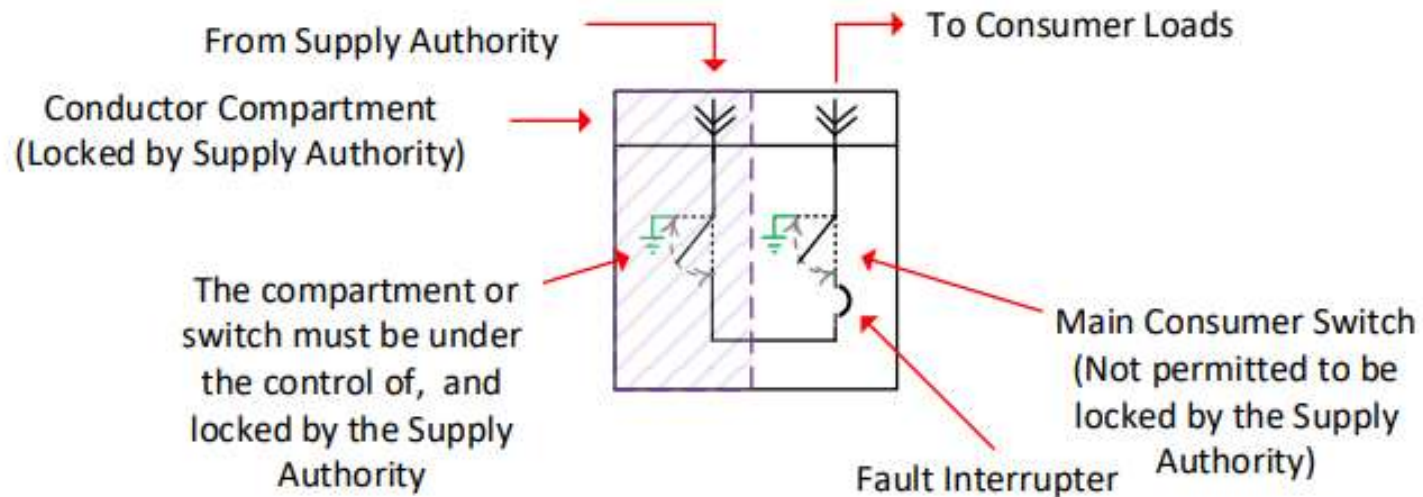 From Supply Authority
To Consumer Loads
Conductor Compartment
(Locked by Supply Authority)
The compartment or
switch must be under
the control of, and
locked by the Supply
Authority
Main Consumer Switch
(Not permitted to be
locked by the Supply
Authority)
Fault Interrupter